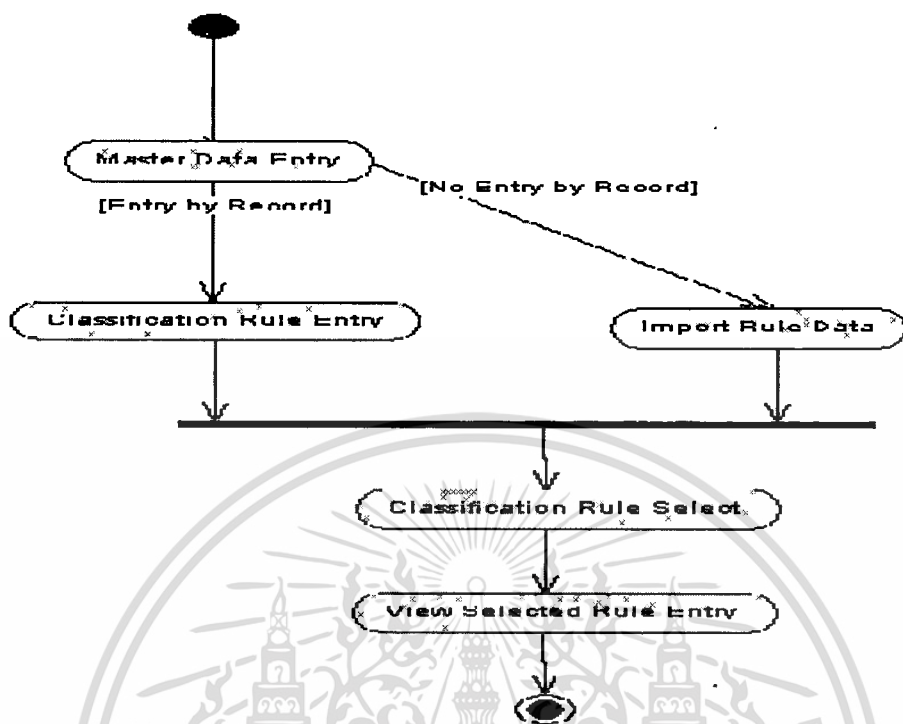 Master Data Entry
[No Entry by Record]
[Entry by Record]
Classification Rule Entry
Import Rule Data
Classification Rule Select
View Selected Rule Entry